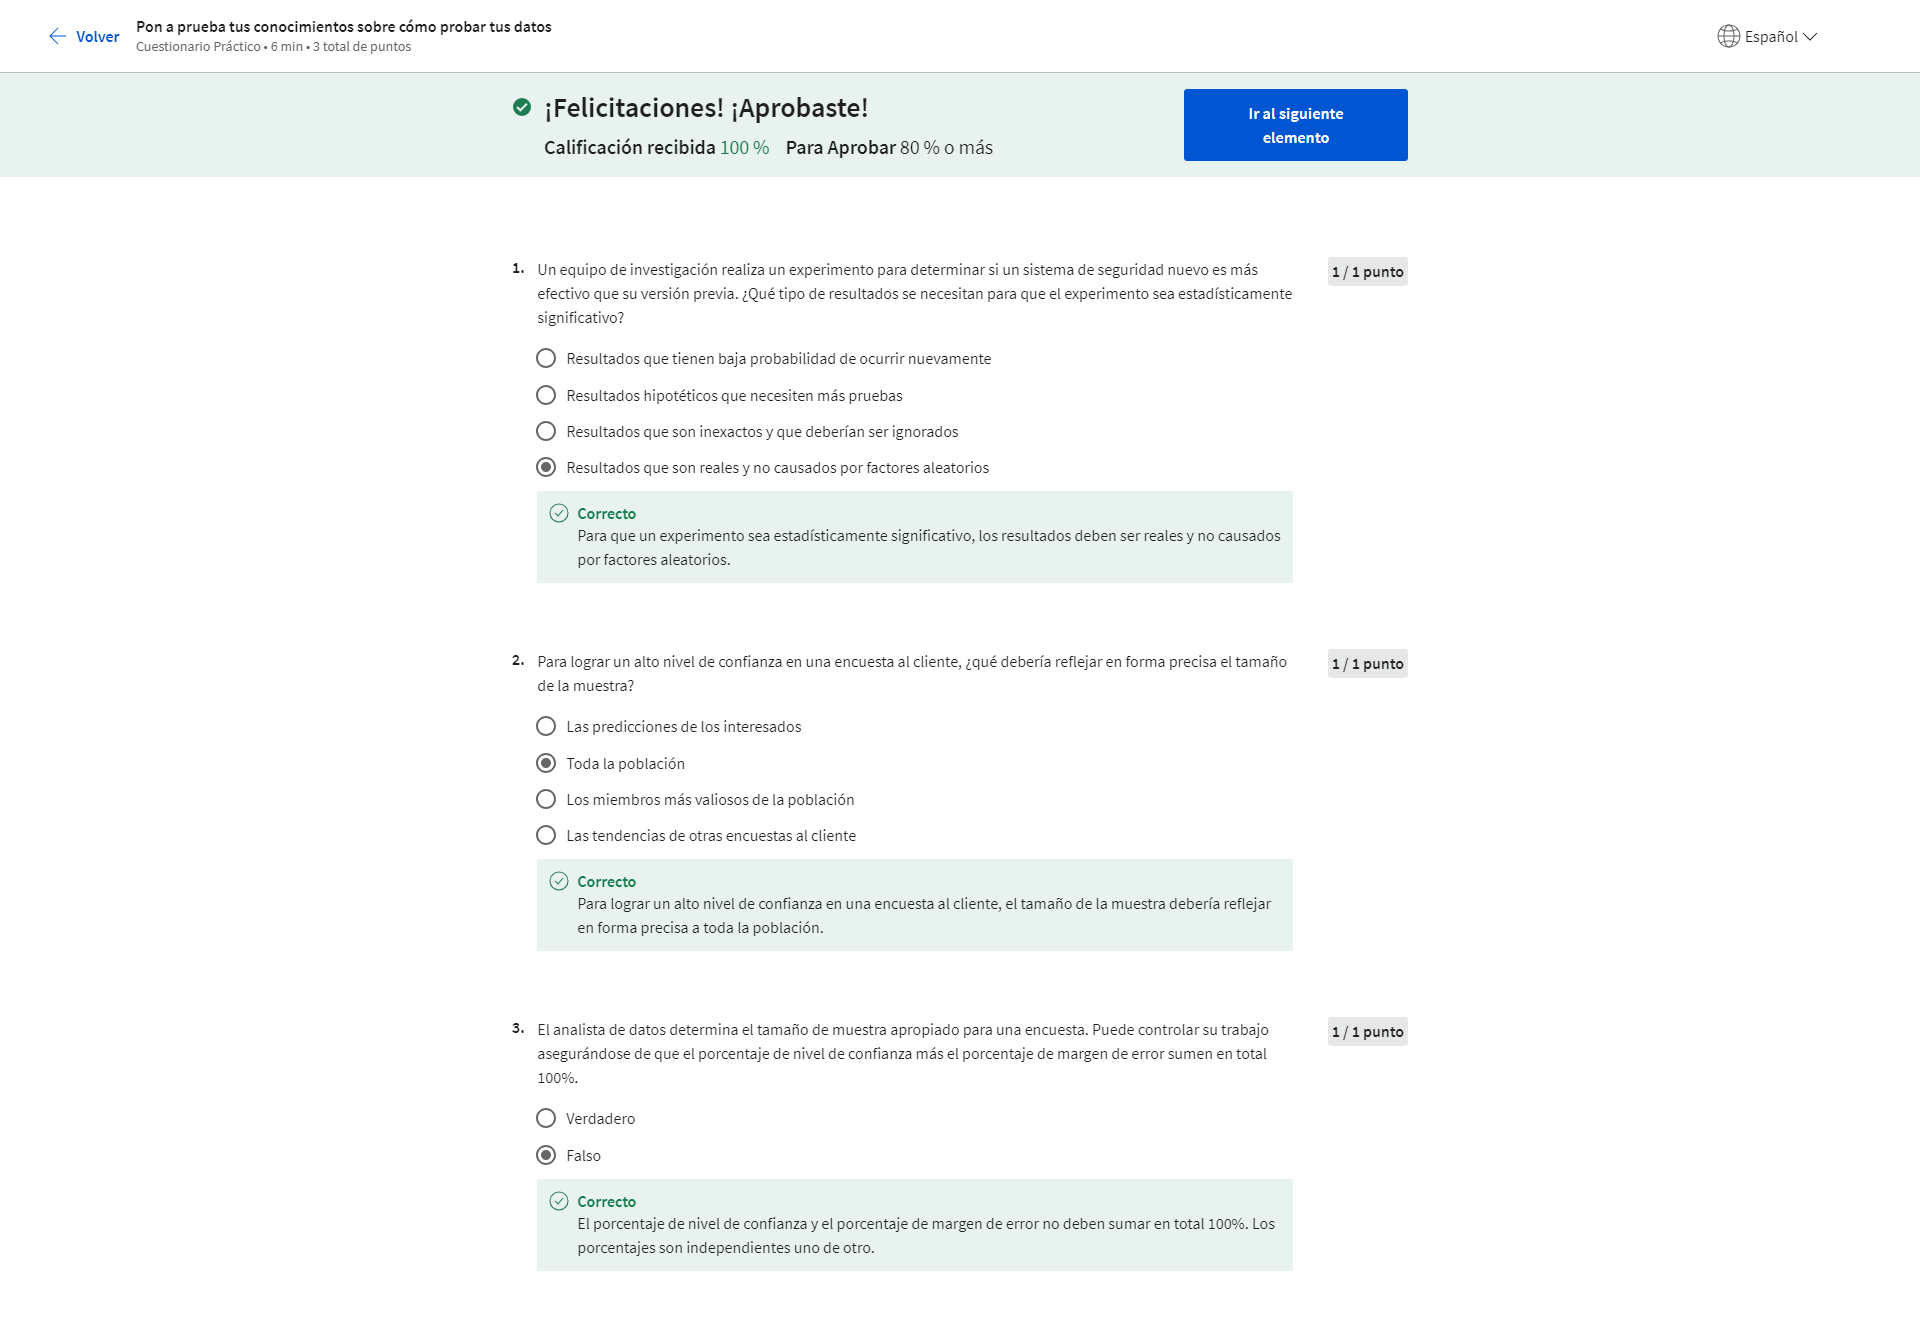 Volver
Pon a prueba tus conocimientos sobre cómo probar tus datos
Cuestionario Práctico • 6 min • 3 total de puntos
Español
¡Felicitaciones! ¡Aprobaste!
Calificación recibida 100 % Para Aprobar 80 % o más
Ir al siguiente
elemento
1. Un equipo de investigación realiza un experimento para determinar si un sistema de seguridad nuevo es más
efectivo que su versión previa. ¿Qué tipo de resultados se necesitan para que el experimento sea estadísticamente
significativo?
1 / 1 punto
Resultados que tienen baja probabilidad de ocurrir nuevamente
Resultados hipotéticos que necesiten más pruebas
Resultados que son inexactos y que deberían ser ignorados
Resultados que son reales y no causados por factores aleatorios
Correcto
Para que un experimento sea estadísticamente significativo, los resultados deben ser reales y no causados
por factores aleatorios.
2. Para lograr un alto nivel de confianza en una encuesta al cliente, ¿qué debería reflejar en forma precisa el tamaño
de la muestra?
1 / 1 punto
Las predicciones de los interesados
Toda la población
Los miembros más valiosos de la población
Las tendencias de otras encuestas al cliente
Correcto
Para lograr un alto nivel de confianza en una encuesta al cliente, el tamaño de la muestra debería reflejar
en forma precisa a toda la población.
3. El analista de datos determina el tamaño de muestra apropiado para una encuesta. Puede controlar su trabajo
asegurándose de que el porcentaje de nivel de confianza más el porcentaje de margen de error sumen en total
100%.
1 / 1 punto
Verdadero
Falso
Correcto
El porcentaje de nivel de confianza y el porcentaje de margen de error no deben sumar en total 100%. Los
porcentajes son independientes uno de otro.